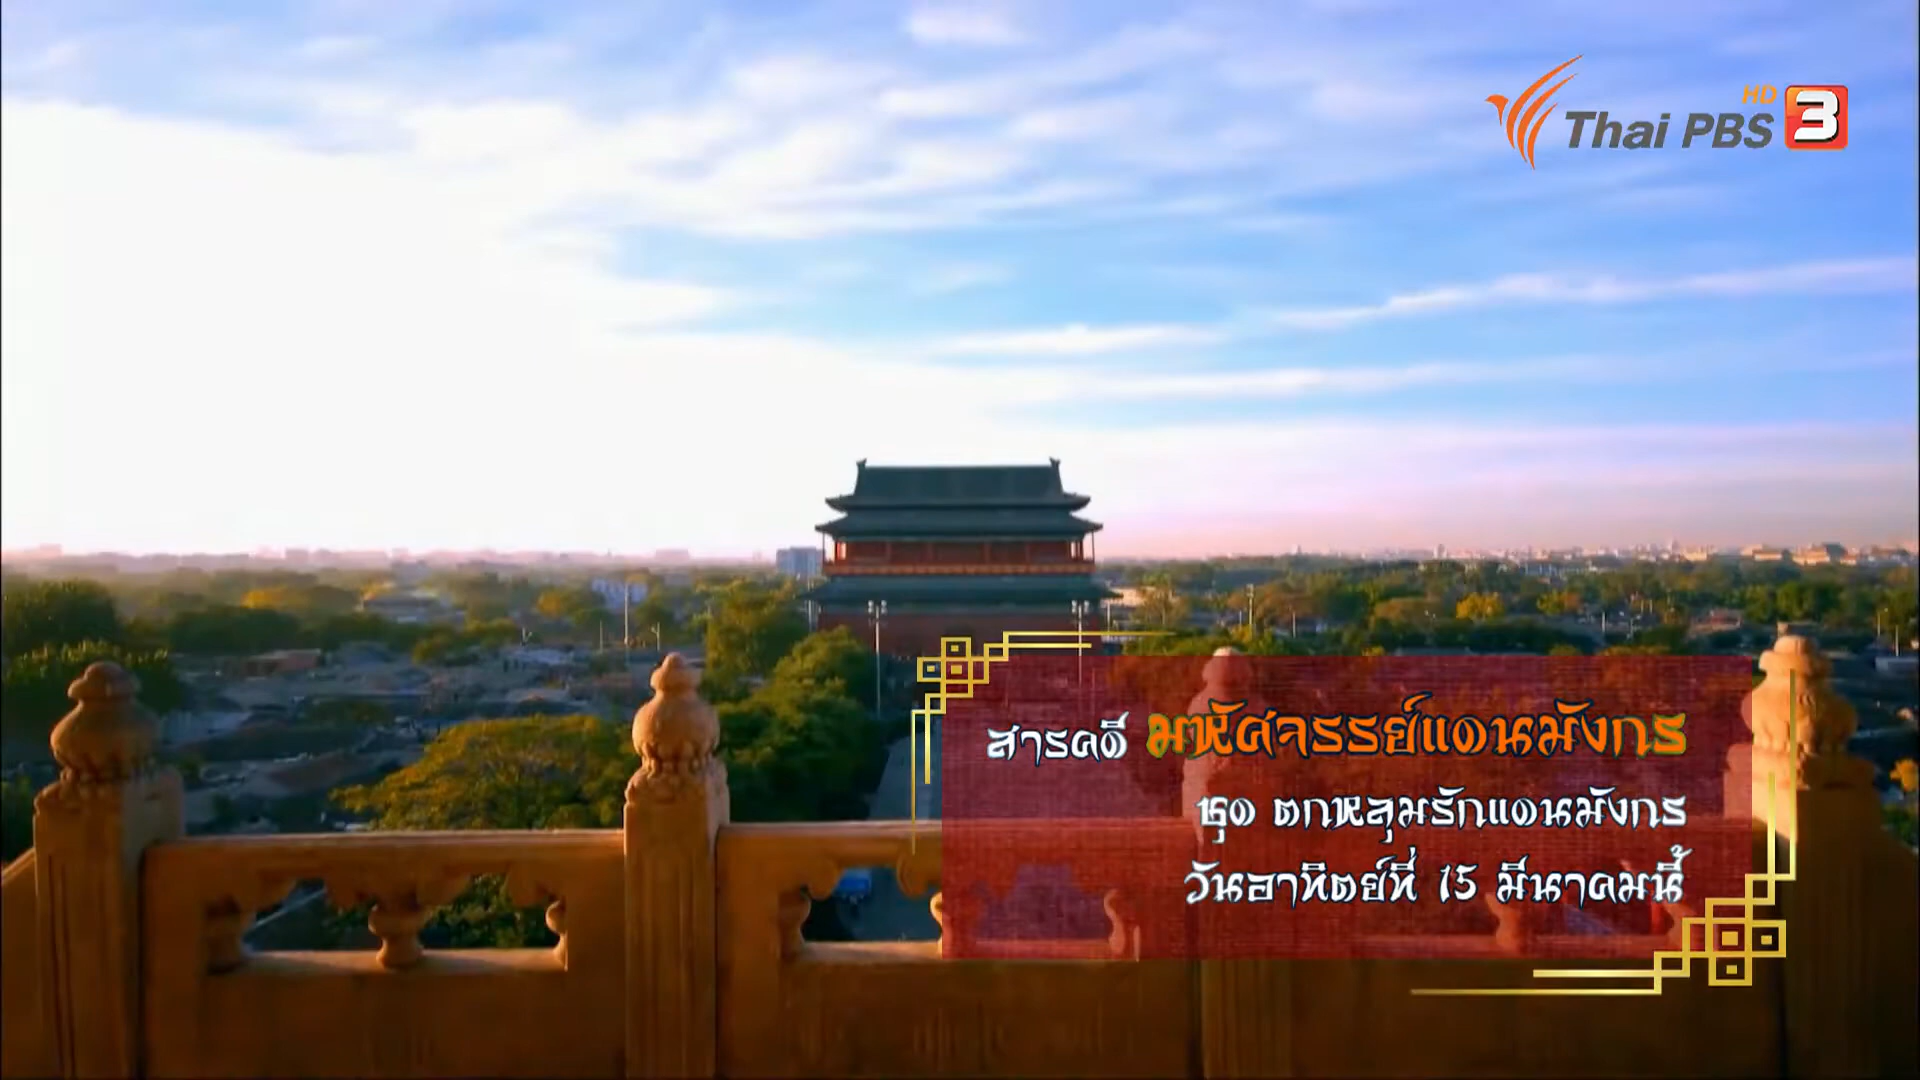 HD
Thai PBS 3
สารคดี มหัศจรรย์แดนมังกร
ชุด ตกหลุมรักแดนมังกร
วันอาทิตย์ที่ 15 มีนาคมนี้